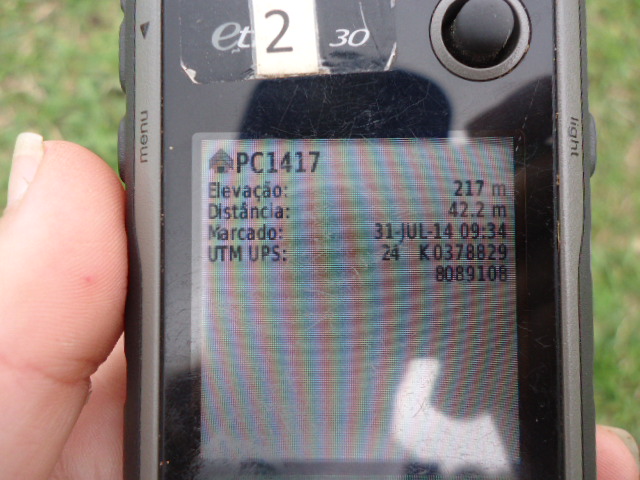 et 2 30
menu
light
PC1417
Elevação: 217 m
Distância: 42.2 m
Marcado: 31-JUL-14 09:34
UTM UPS: 24 K0378829
8089108